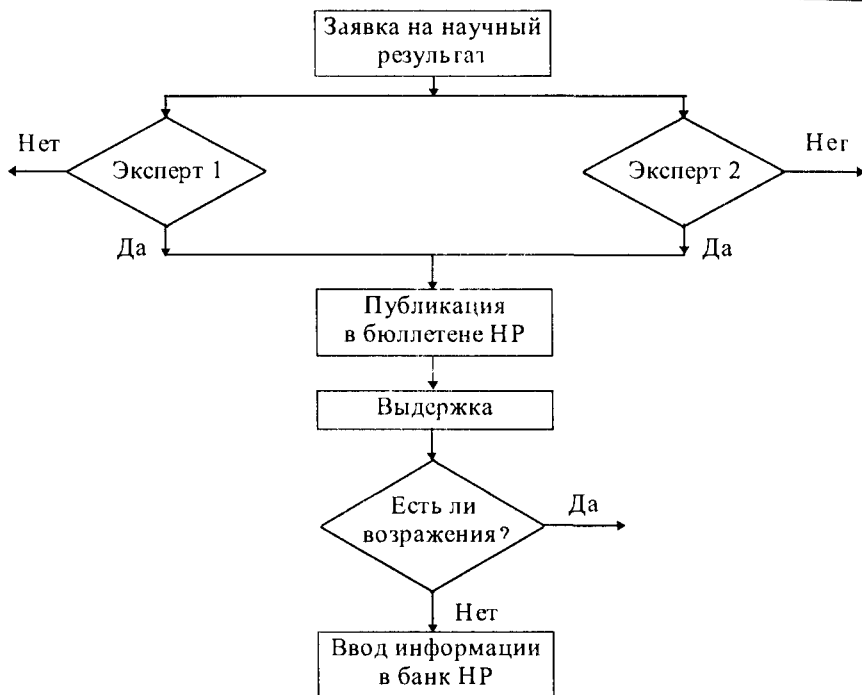 Заявка на научный
результат
Нет
Эксперт 1
Эксперт 2
Нет
Да
Да
Публикация
в бюллетене НР
Выдержка
Есть ли
возражения?
Да
Нет
Ввод информации
в банк НР